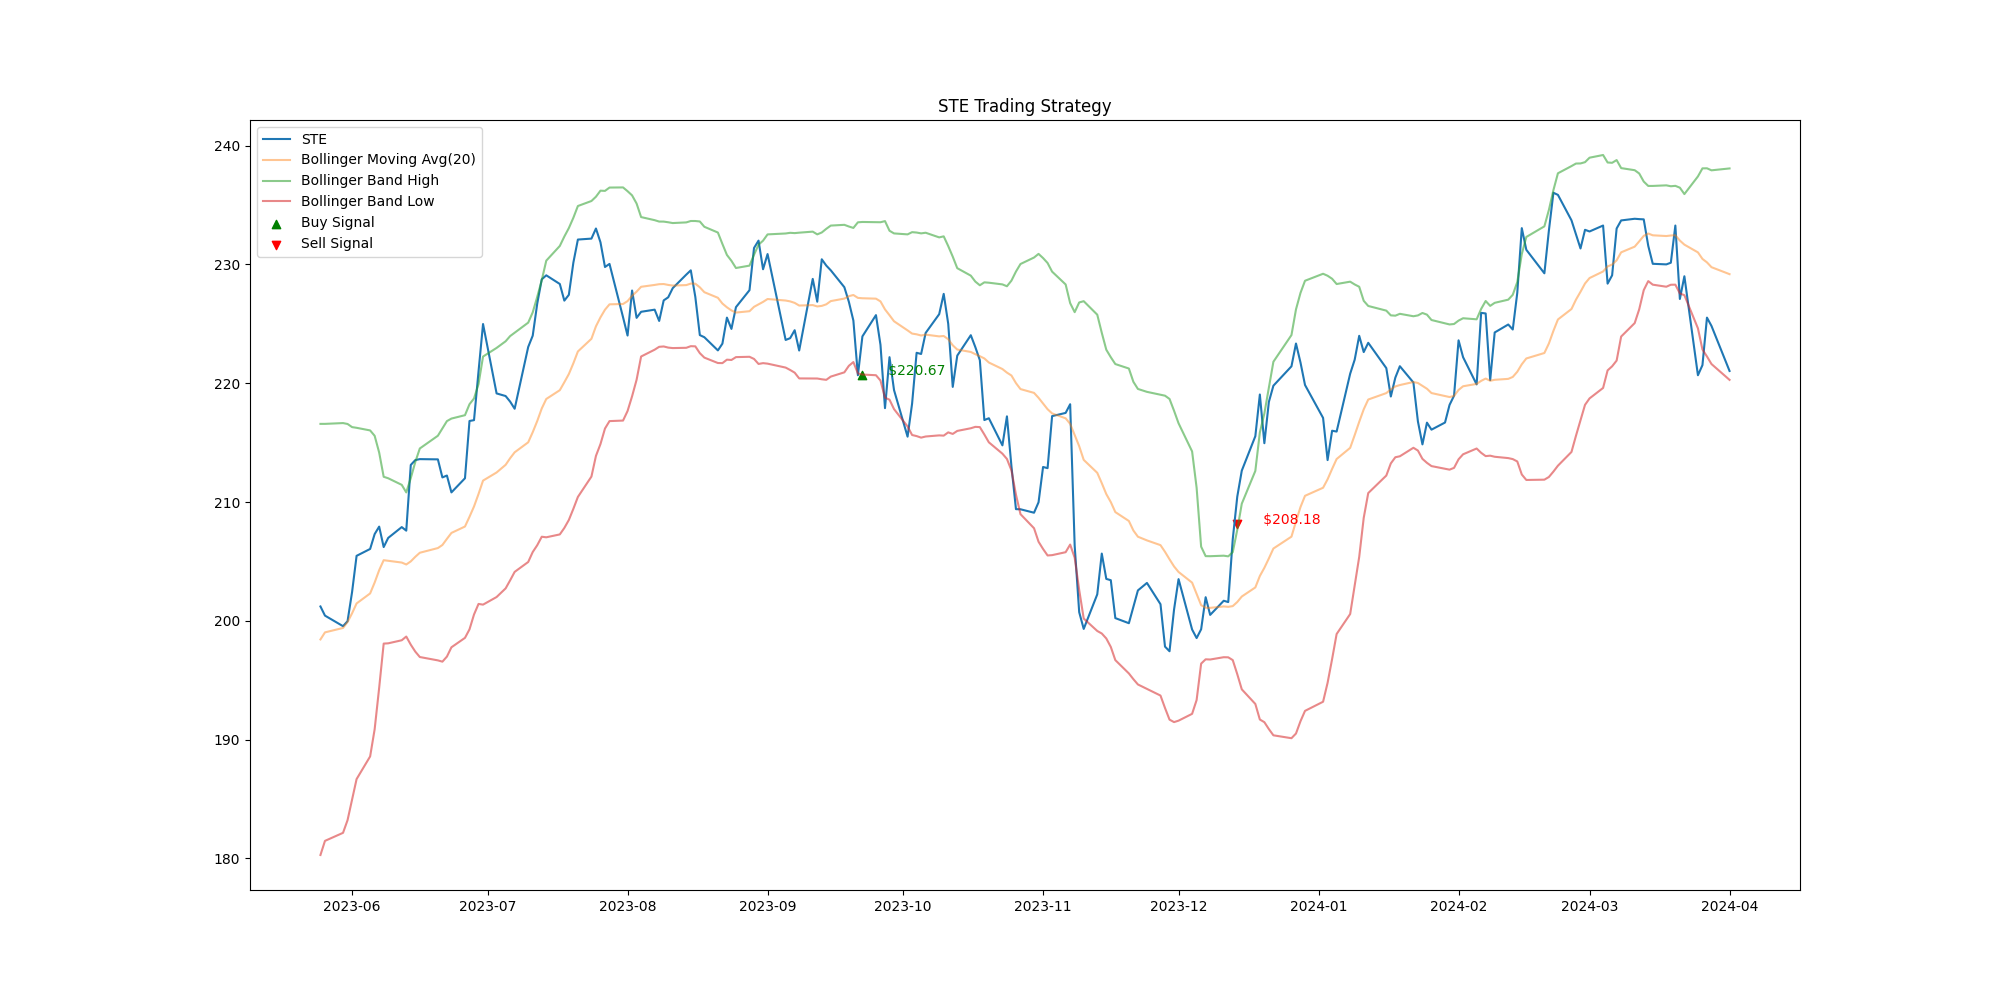 STE Trading Strategy
STE
Bollinger Moving Avg(20)
Bollinger Band High
Bollinger Band Low
Buy Signal
Sell Signal
240
230
220
210
200
190
180
$220.67
$208.18
2023-06 2023-07 2023-08 2023-09 2023-10 2023-11 2023-12 2024-01 2024-02 2024-03 2024-04